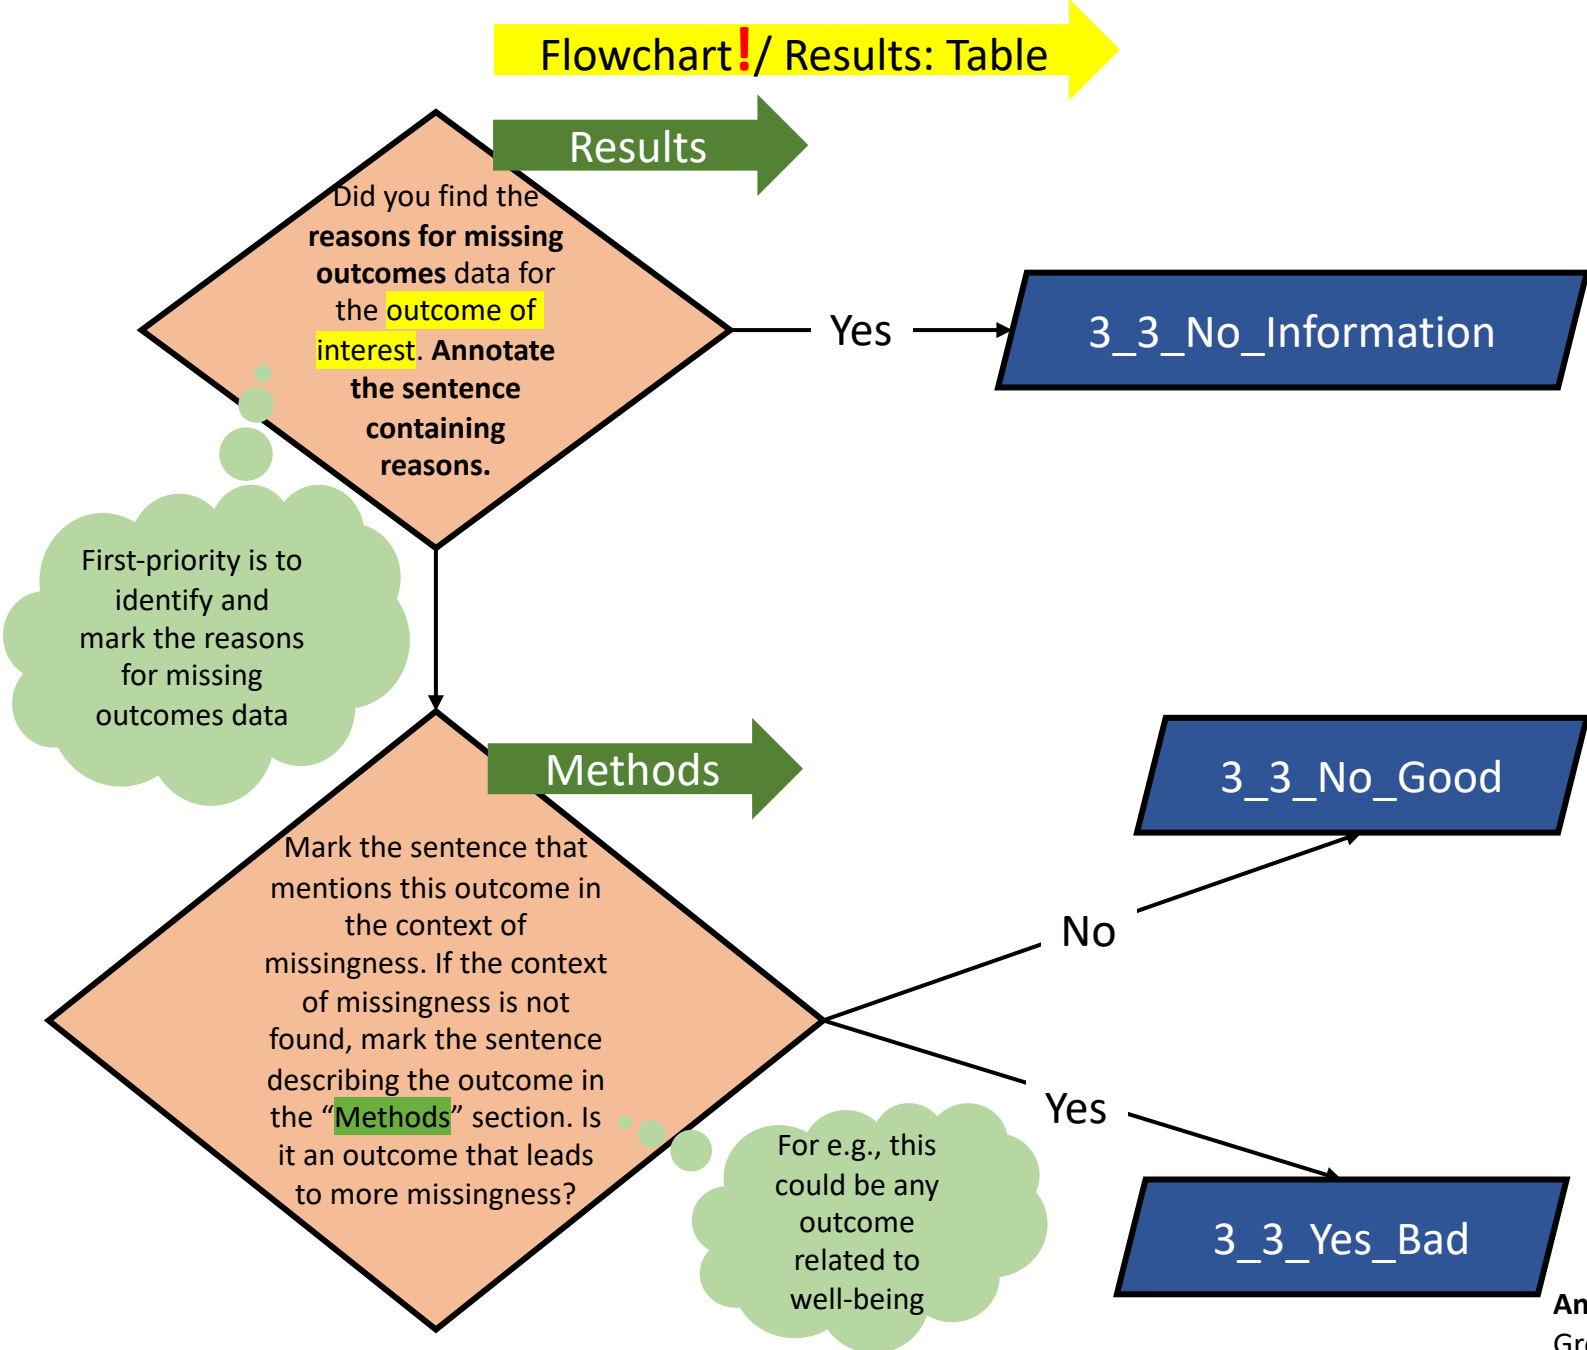 Flowchart!/ Results: Table
Results
Did you find the
reasons for missing
outcomes data for
the outcome of
interest. Annotate
the sentence
containing
reasons.
Yes
3_3_No_Information
First-priority is to
identify and
mark the reasons
for missing
outcomes data
Methods
3_3_No_Good
Mark the sentence that
mentions this outcome in
the context of
missingness. If the context
of missingness is not
found, mark the sentence
describing the outcome in
the “Methods” section. Is
it an outcome that leads
to more missingness?
No
Yes
For e.g., this
could be any
outcome
related to
well-being
3_3_Yes_Bad